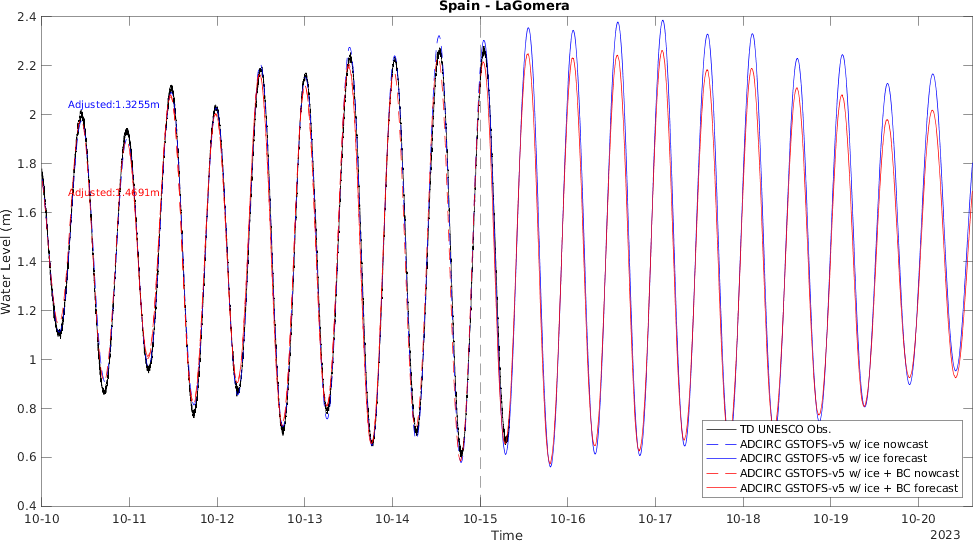 Spain - LaGomera
2.4
2.2
2
1.8
1.6
1.4
1.2
1
0.8
0.6
0.4
Water Level (m)
Adjusted:1.3255m
Adjusted:1.4691m
TD UNESCO Obs.
ADCIRC GSTOFS-v5 w/ ice nowcast
ADCIRC GSTOFS-v5 w/ ice forecast
ADCIRC GSTOFS-v5 w/ ice + BC nowcast
ADCIRC GSTOFS-v5 w/ ice + BC forecast
10-10 10-11 10-12 10-13 10-14 10-15 10-16 10-17 10-18 10-19 10-20
2023
Time